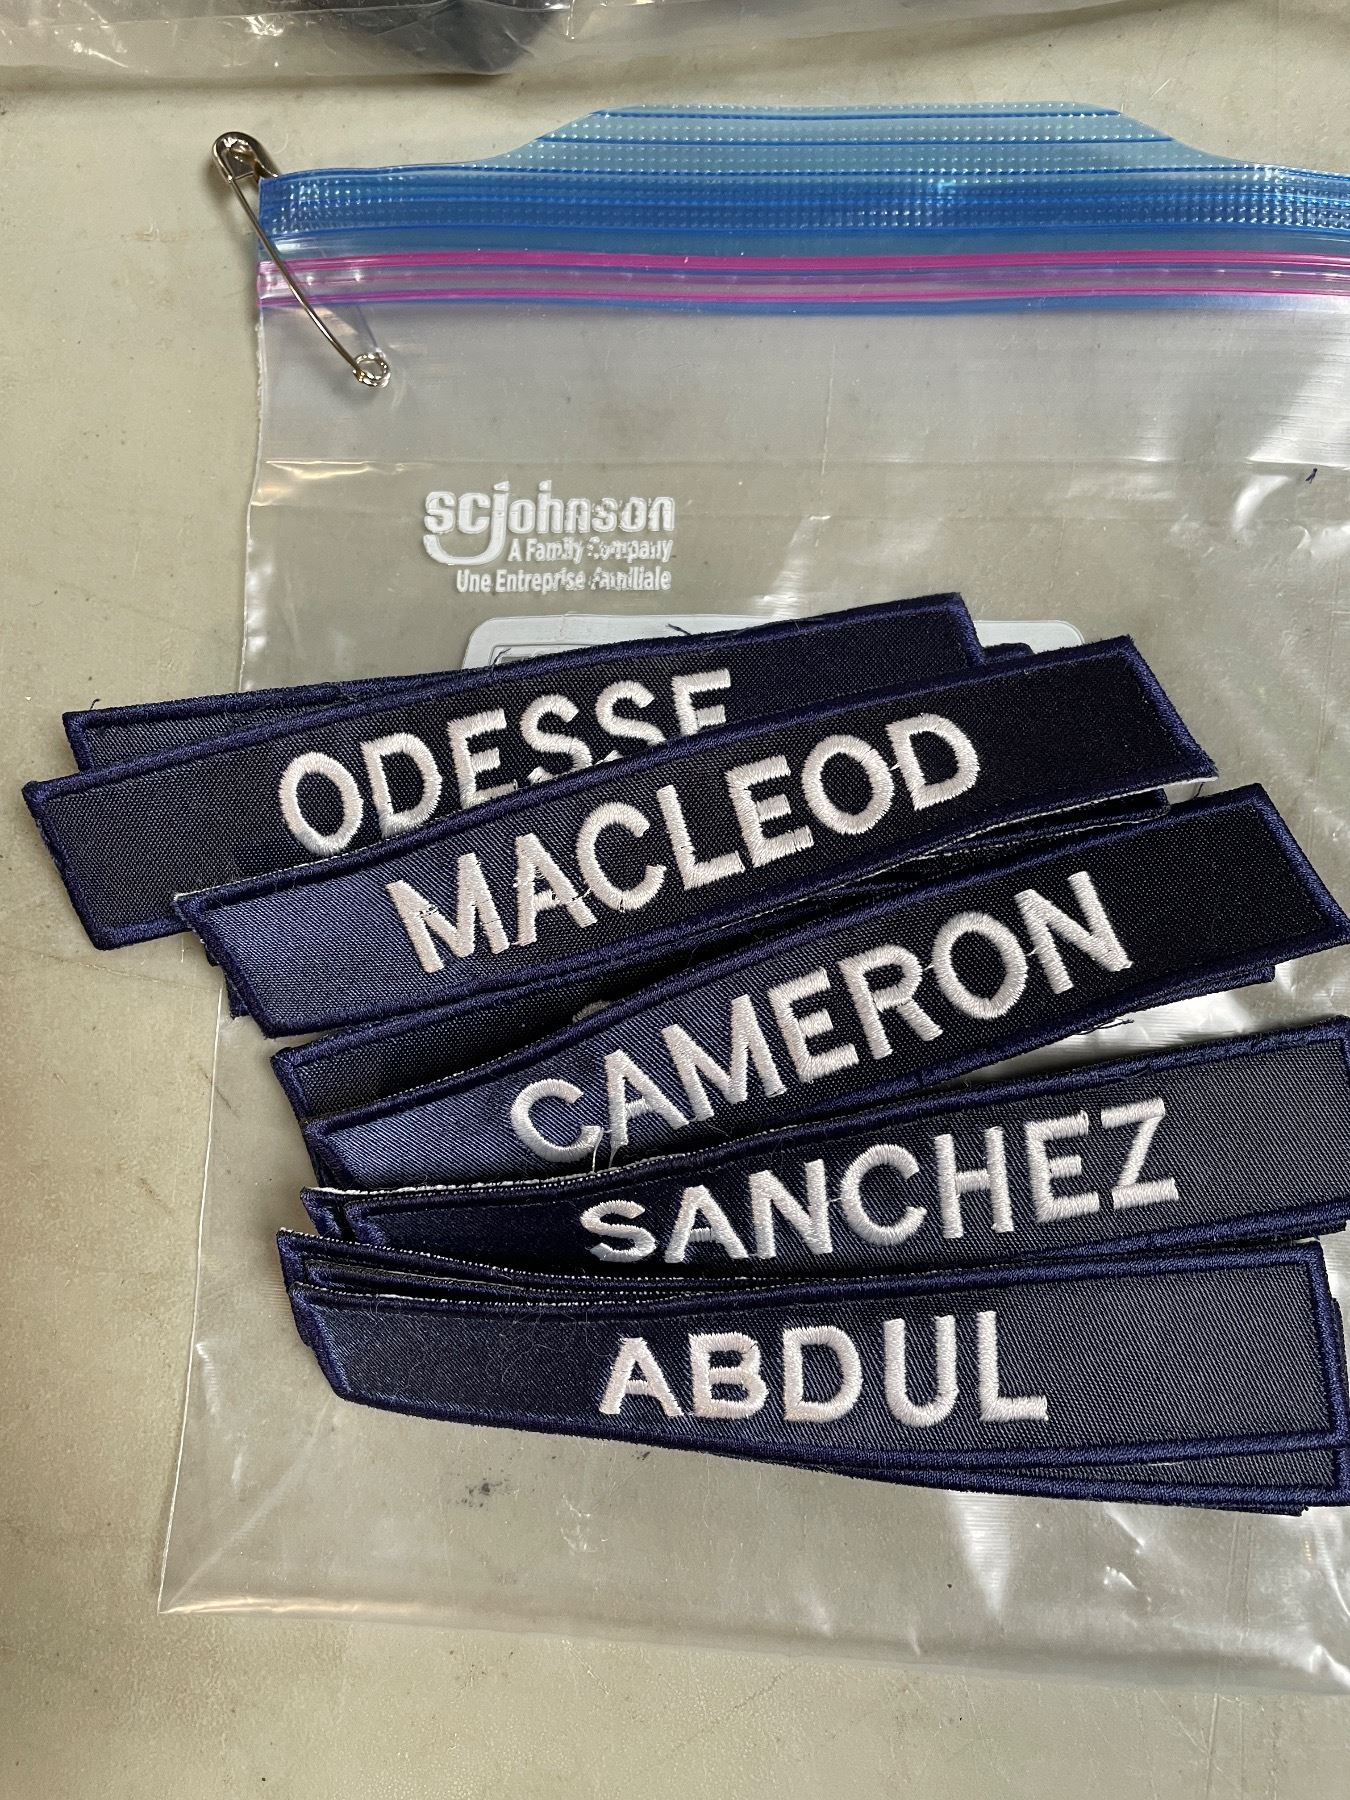 scjohnson
A Family Company
Une Entreprise Familiale
ODESSE
MACLEOD
CAMERON
SANCHEZ
ABDUL